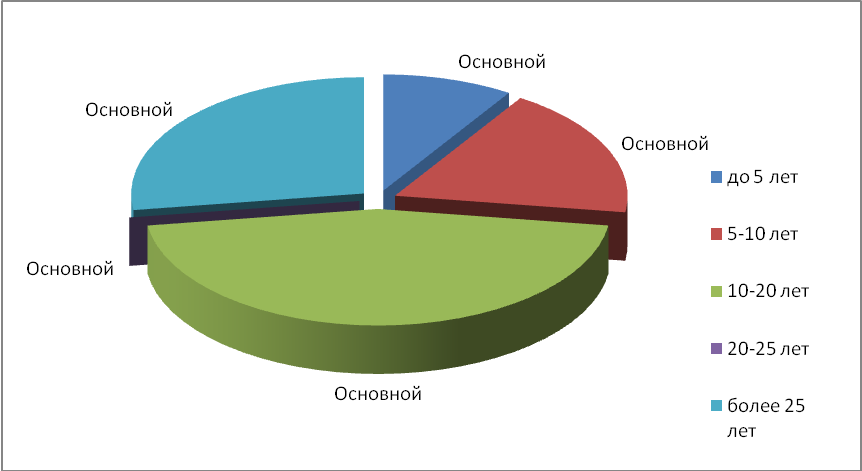 Основной
Основной
Основной
Основной
Основной
до 5 лет
5-10 лет
10-20 лет
20-25 лет
более 25
лет